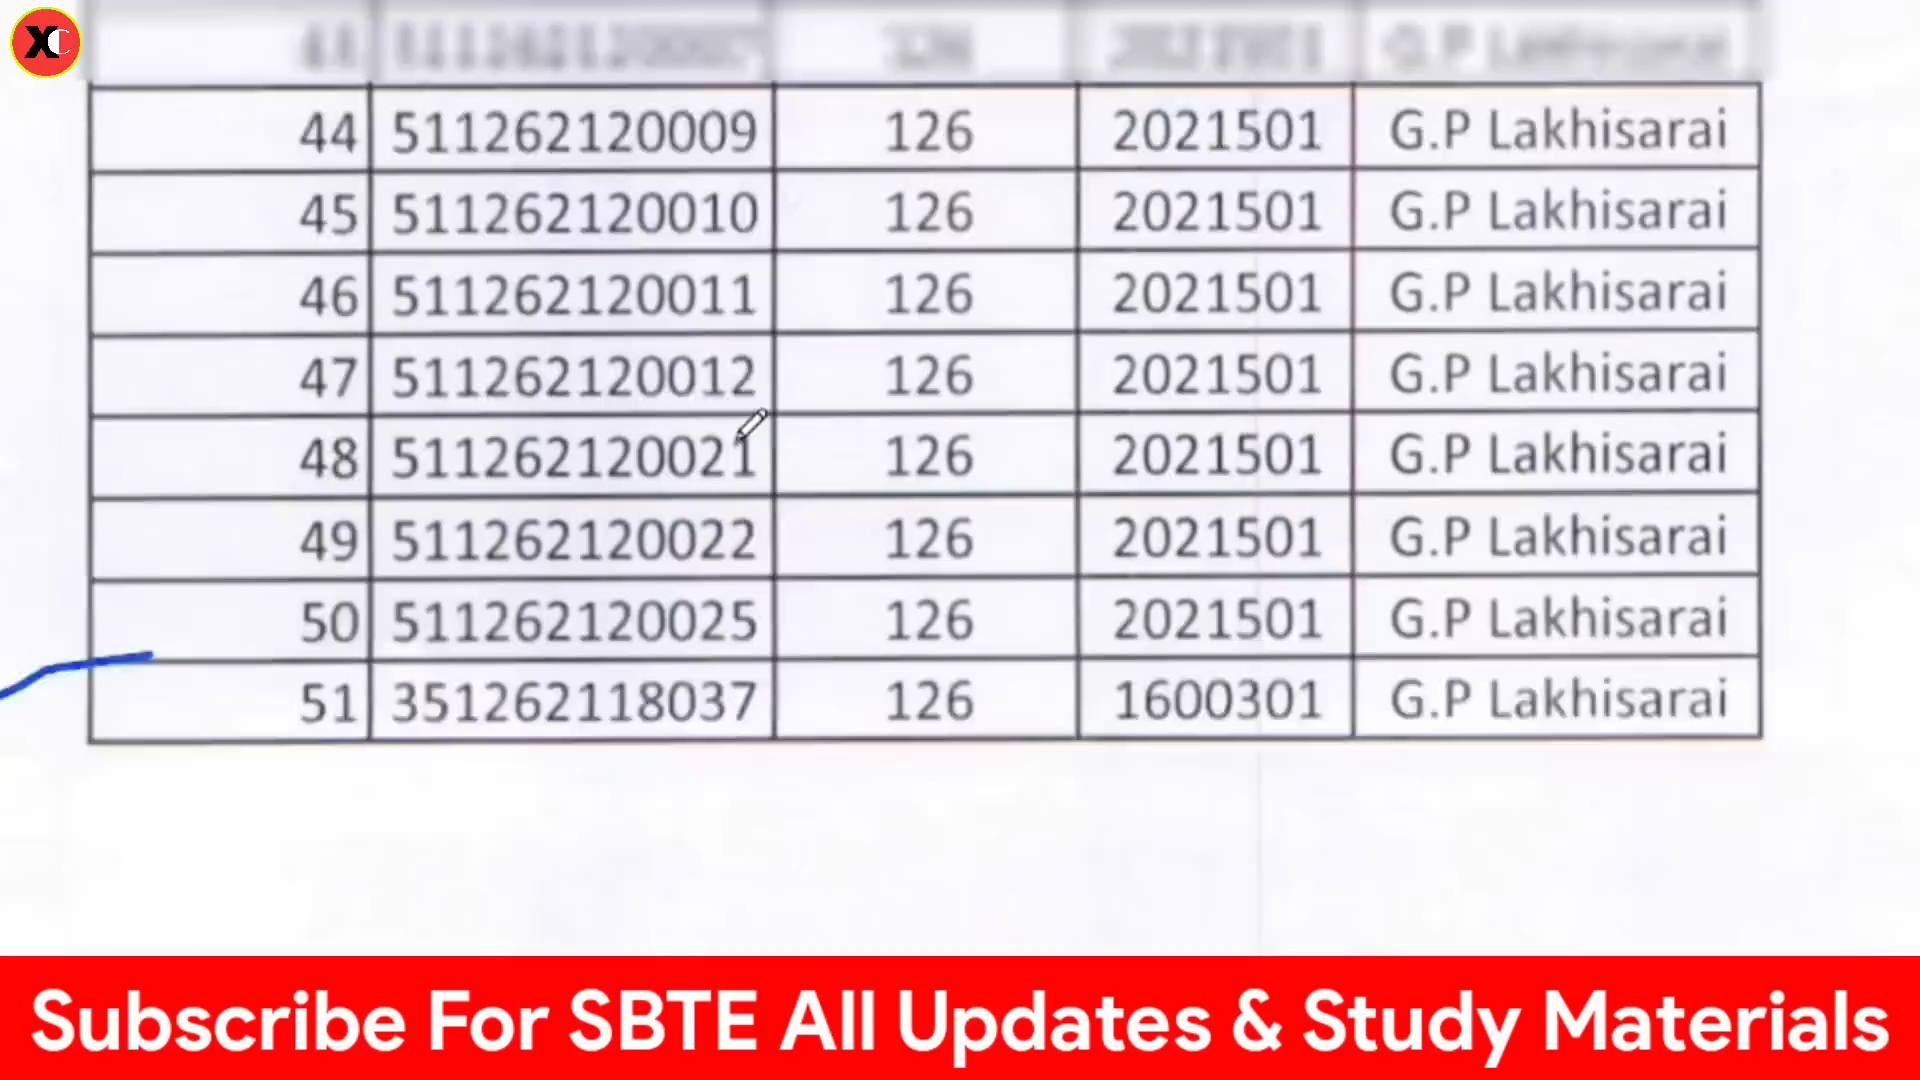 XC
44 511262120009 126 2021501 G.P Lakhisarai
45 511262120010 126 2021501 G.P Lakhisarai
46 511262120011 126 2021501 G.P Lakhisarai
47 511262120012 126 2021501 G.P Lakhisarai
48 511262120021 126 2021501 G.P Lakhisarai
49 511262120022 126 2021501 G.P Lakhisarai
50 511262120025 126 2021501 G.P Lakhisarai
51 351262118037 126 1600301 G.P Lakhisarai
Subscribe For SBTE All Updates & Study Materials